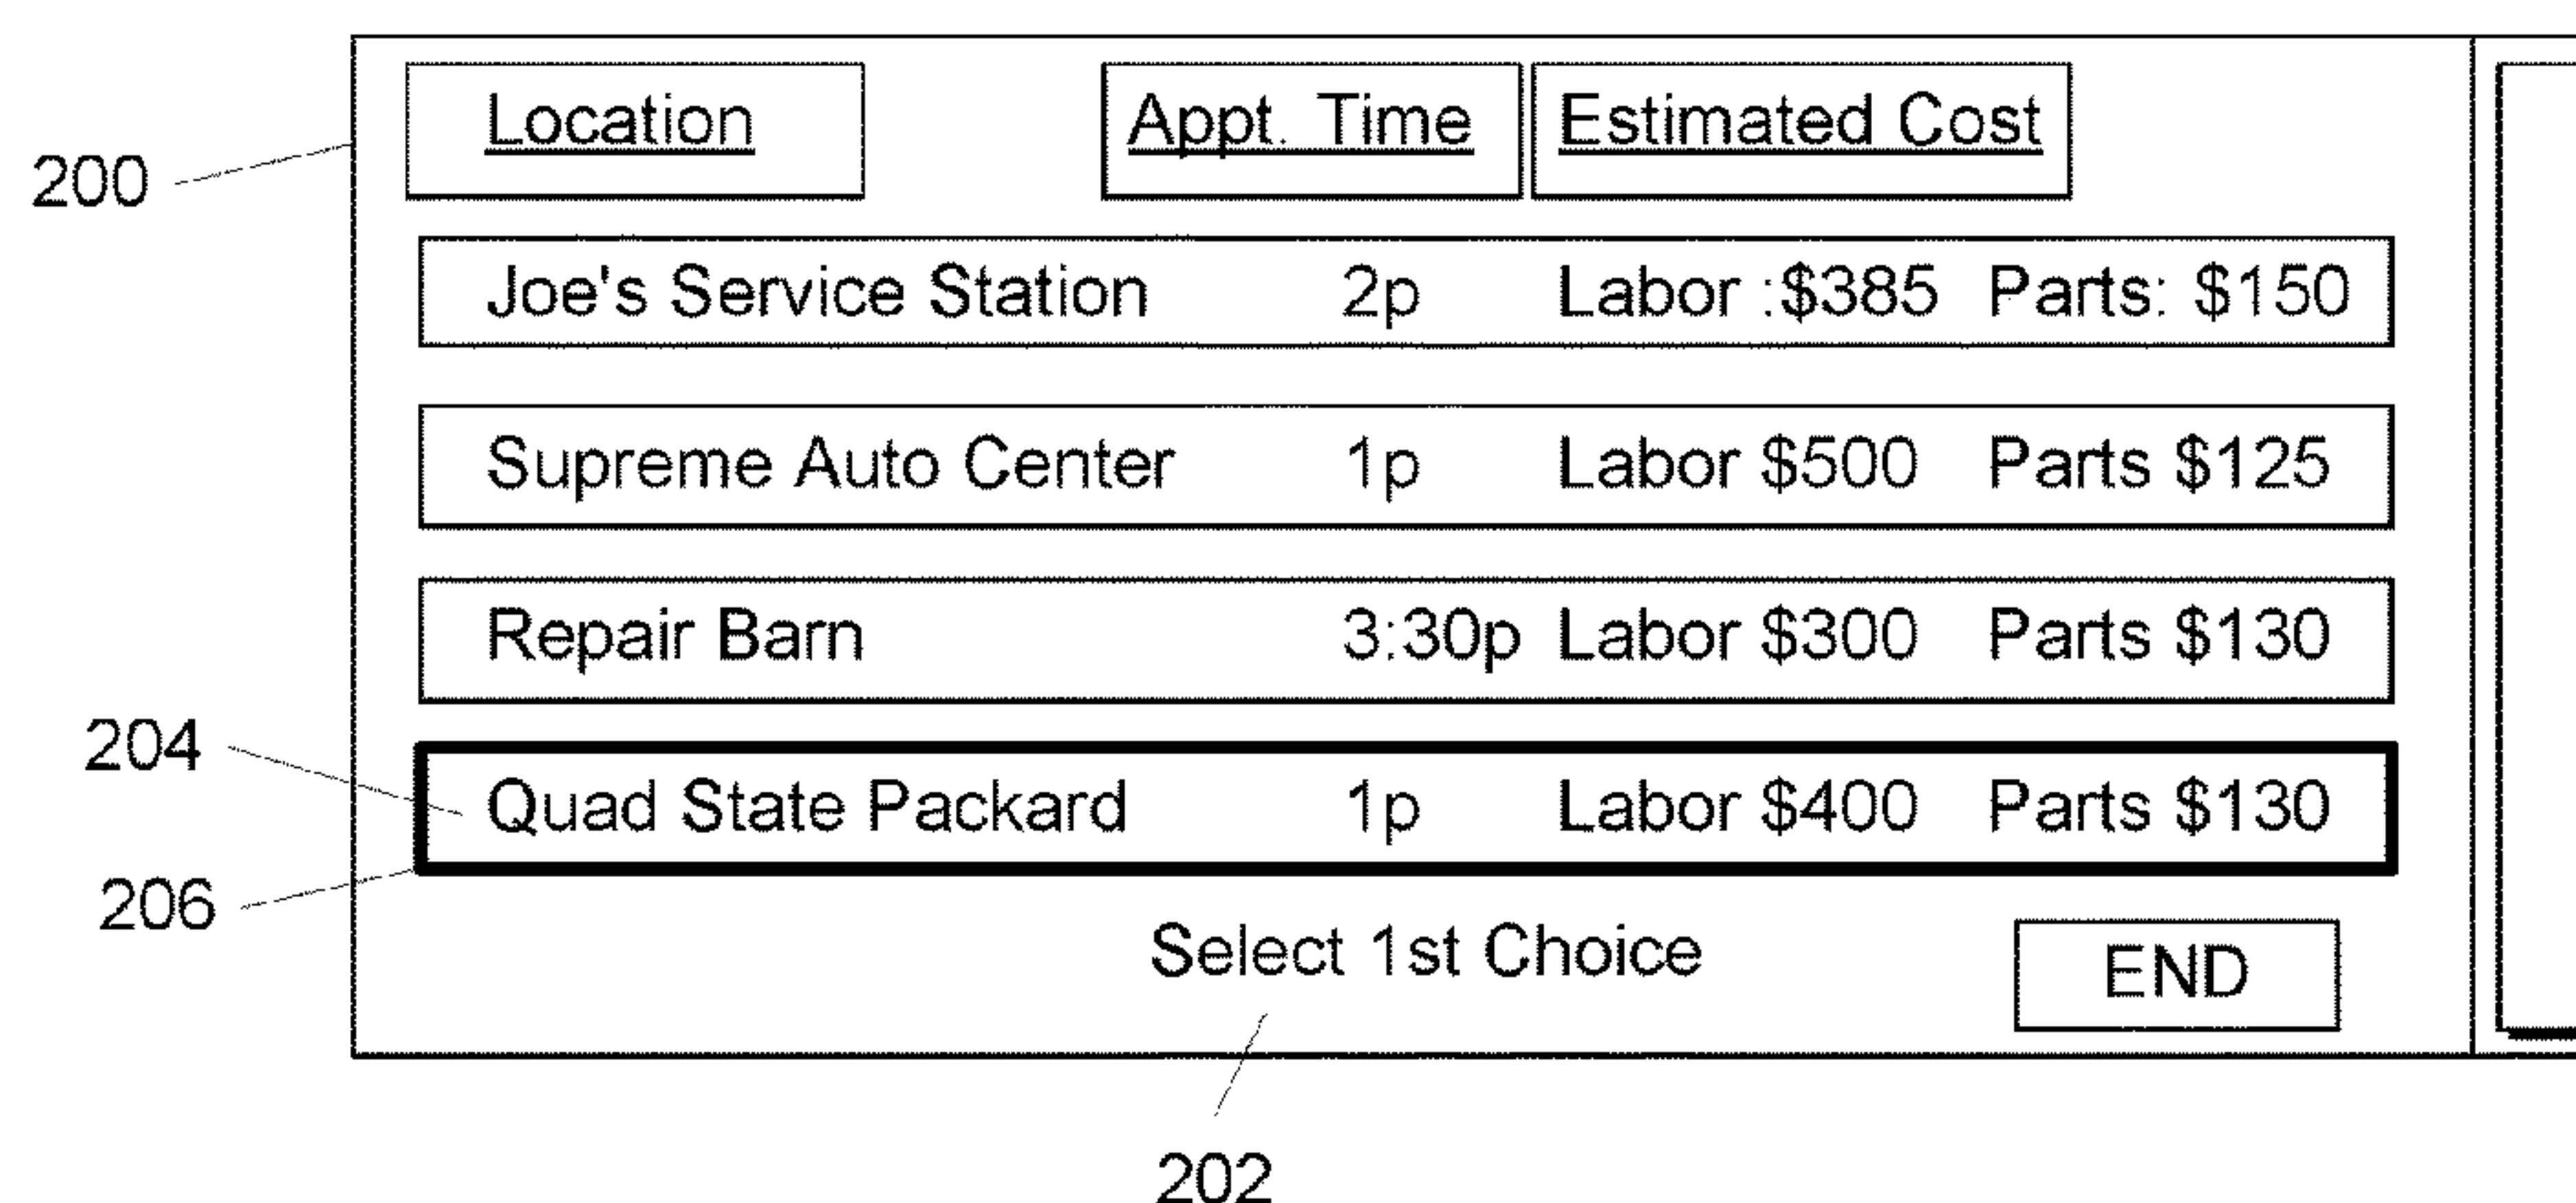 Location Appt. Time Estimated Cost
200
Joe's Service Station 2p Labor :$385 Parts: $150
Supreme Auto Center 1p Labor $500 Parts $125
Repair Barn 3:30p Labor $300 Parts $130
204
Quad State Packard 1p Labor $400 Parts $130
206
Select 1st Choice END
202